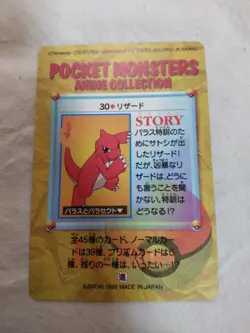 POCKET MONSTERS
ANIME COLLECTION
30●リザード
STORY
パラス特訓のた
めにサトシが出
したリザード!
だが、凶暴なリ
ザードは、どうに
も言うことを聞
かない。特訓は
どうなる!?
パラスとパラセクト♥
全45種のカード。ノーマルカー
ドは39種、プリズムカードは5
種。残りの一種は、いったい…!?
BANDAI 1998 MADE IN JAPAN
進